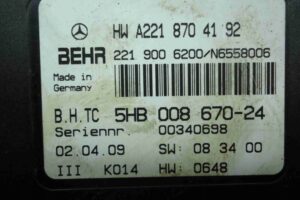 HW A221 870 41 92
BEHR 221 900 6200/N6558006
Made in
Germany
B.H.TC 5HB 008 670-24
Seriennr. 00340698
02.04.09 SW: 08 34 00
III K014 HW: 0648